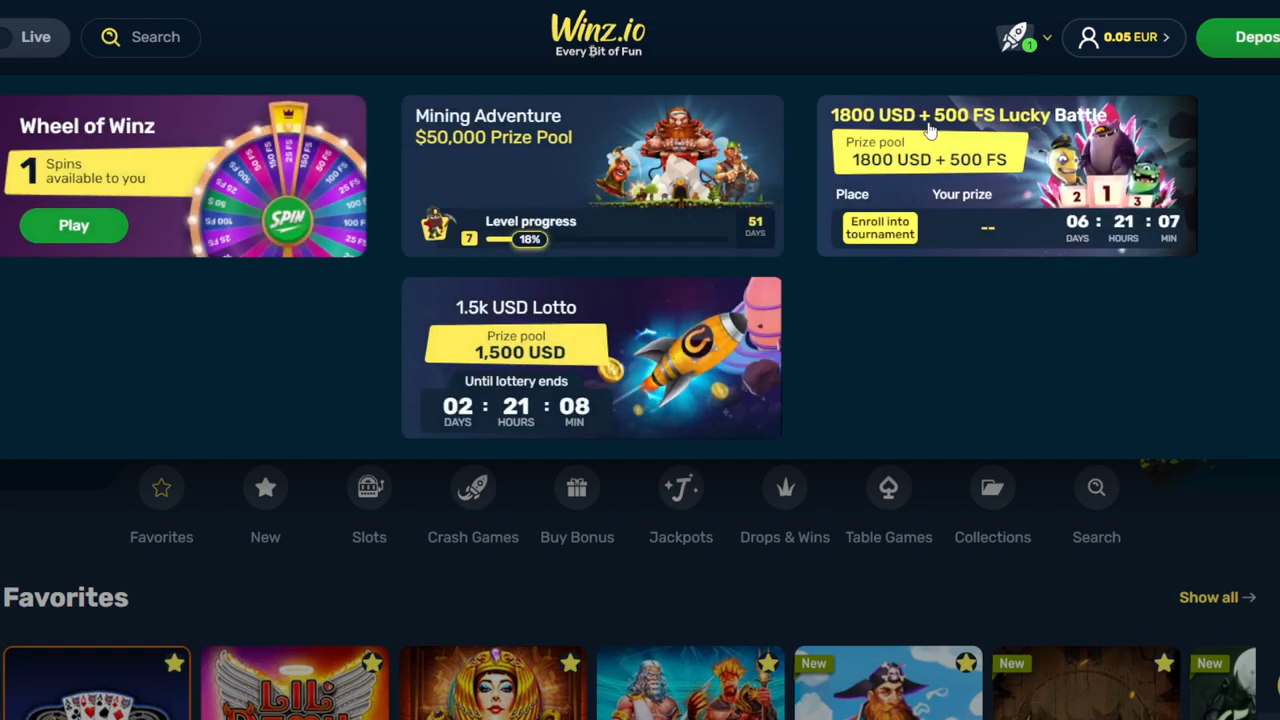 Live
Search
Winz.io
Every Bit of Fun
1
0.05 EUR >
Depos
Wheel of Winz
1 Spins
available to you
Play
SPIN
Mining Adventure
$50,000 Prize Pool
Level progress
7
18%
51
DAYS
1800 USD + 500 FS Lucky Battle
Prize pool
1800 USD + 500 FS
Place Your prize
2 1 3
Enroll into
tournament
--
06 : 21 : 07
DAYS HOURS MIN
1.5k USD Lotto
Prize pool
1,500 USD
Until lottery ends
02 : 21 : 08
DAYS HOURS MIN
Favorites
New
Slots
Crash Games
Buy Bonus
Jackpots
Drops & Wins
Table Games
Collections
Search
Favorites
Show all →
New
New
New